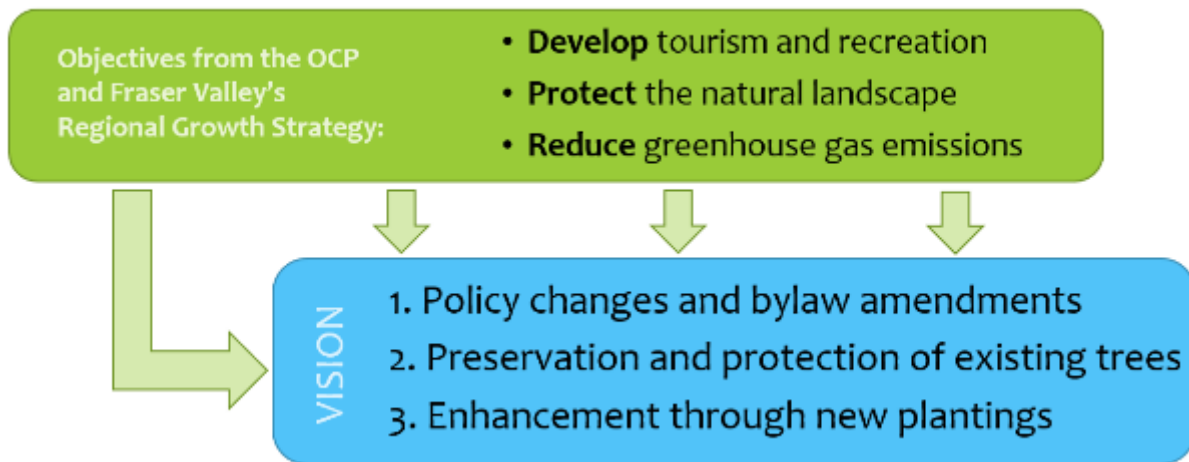 Objectives from the OCP
and Fraser Valley's
Regional Growth Strategy:
• Develop tourism and recreation
• Protect the natural landscape
• Reduce greenhouse gas emissions
VISION
1. Policy changes and bylaw amendments
2. Preservation and protection of existing trees
3. Enhancement through new plantings